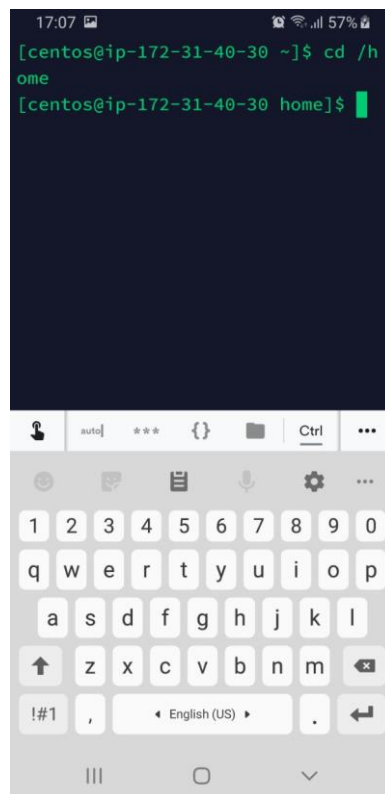 17:07 57%
[centos@ip-172-31-40-30 ~]$ cd /h
ome
[centos@ip-172-31-40-30 home]$
auto *** {} Ctrl •••
1 2 3 4 5 6 7 8 9 0
q w e r t y u i o p
a s d f g h j k l
z x c v b n m
!#1 , English (US) .